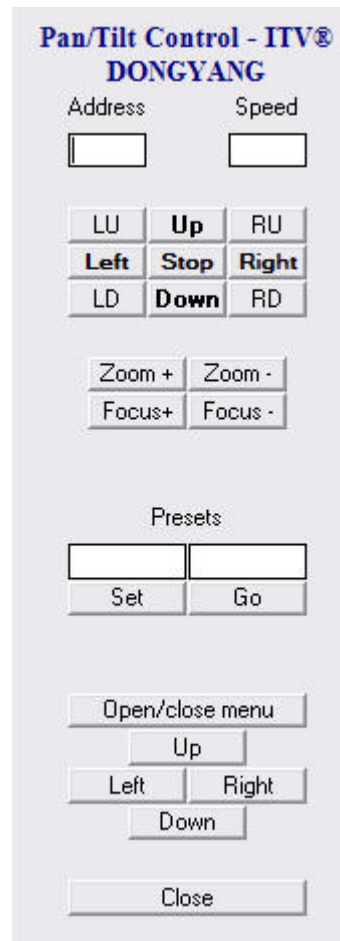 Pan/Tilt Control - ITV®
DONGYANG
Address Speed
LU Up RU
Left Stop Right
LD Down RD
Zoom + Zoom -
Focus+ Focus -
Presets
Set Go
Open/close menu
Up
Left Right
Down
Close